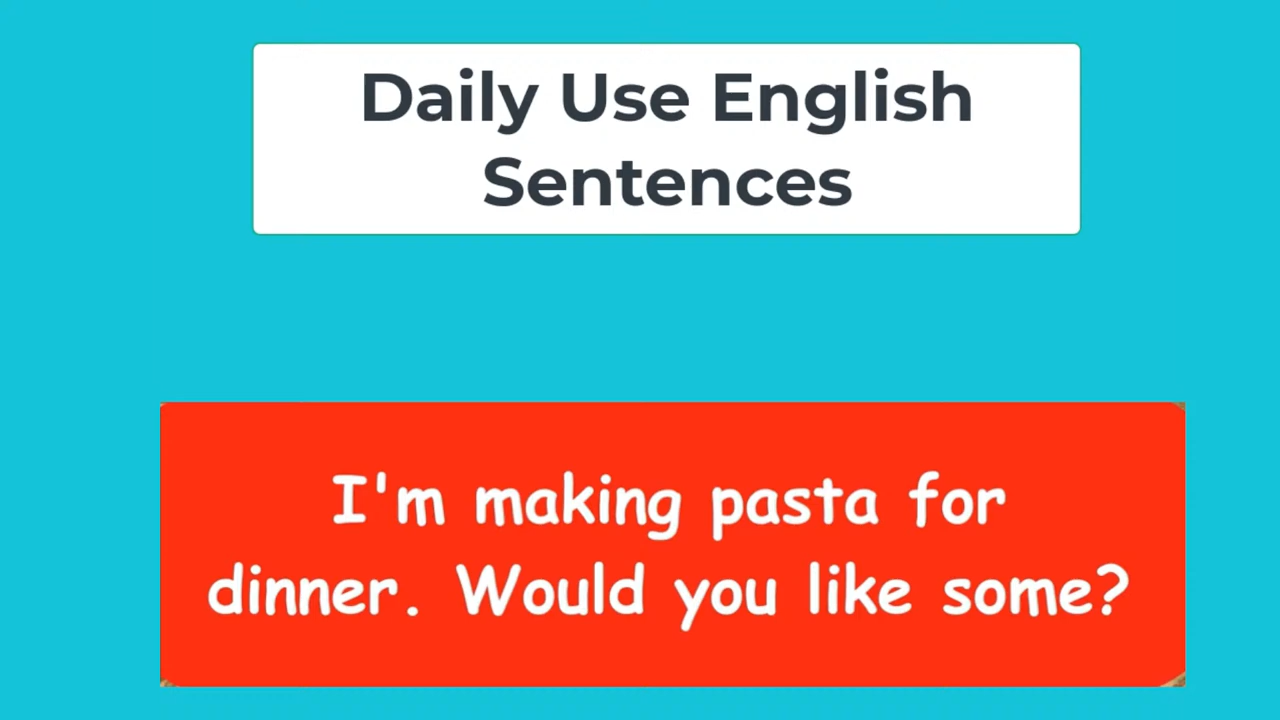 Daily Use English
Sentences
I'm making pasta for
dinner. Would you like some?